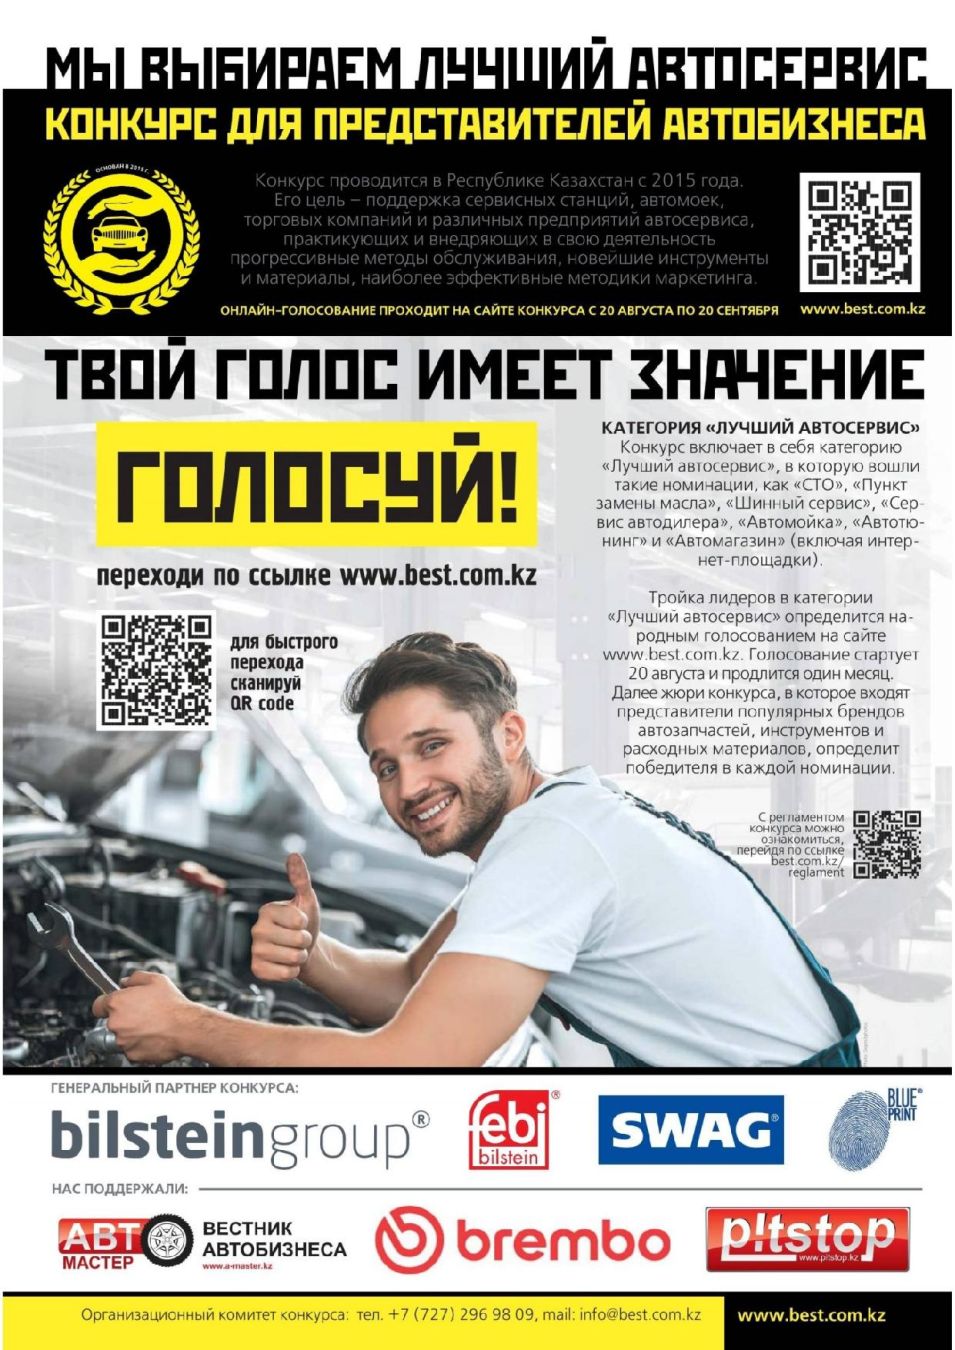 МЫ ВЫБИРАЕМ ЛУЧШИЙ АВТОСЕРВИС
КОНКУРС ДЛЯ ПРЕДСТАВИТЕЛЕЙ АВТОБИЗНЕСА
ОСНОВАН В 2015 Г.
Конкурс проводится в Республике Казахстан с 2015 года.
Его цель – поддержка сервисных станций, автомоек,
торговых компаний и различных предприятий автосервиса,
практикующих и внедряющих в свою деятельность
прогрессивные методы обслуживания, новейшие инструменты
и материалы, наиболее эффективные методики маркетинга.
ОНЛАЙН-ГОЛОСОВАНИЕ ПРОХОДИТ НА САЙТЕ КОНКУРСА С 20 АВГУСТА ПО 20 СЕНТЯБРЯ
www.best.com.kz
ТВОЙ ГОЛОС ИМЕЕТ ЗНАЧЕНИЕ
ГОЛОСУЙ!
переходи по ссылке www.best.com.kz
для быстрого
перехода
сканируй
QR code
КАТЕГОРИЯ «ЛУЧШИЙ АВТОСЕРВИС»
Конкурс включает в себя категорию
«Лучший автосервис», в которую вошли
такие номинации, как «СТО», «Пункт
замены масла», «Шинный сервис», «Сер-
вис автодилера», «Автомойка», «Автотю-
нинг» и «Автомагазин» (включая интер-
нет-площадки).
Тройка лидеров в категории
«Лучший автосервис» определится на-
родным голосованием на сайте
www.best.com.kz. Голосование стартует
20 августа и продлится один месяц.
Далее жюри конкурса, в которое входят
представители популярных брендов
автозапчастей, инструментов и
расходных материалов, определит
победителя в каждой номинации.
С регламентом
конкурса можно
ознакомиться,
перейдя по ссылке
best.com.kz/
reglament
ГЕНЕРАЛЬНЫЙ ПАРТНЕР КОНКУРСА:
bilsteingroup®
febi®
bilstein
SWAG®
BLUE®
PRINT
НАС ПОДДЕРЖАЛИ:
АВТ
МАСТЕР
ВЕСТНИК
АВТОБИЗНЕСА
www.a-master.kz
brembo
p!tstop
www.p!tstop.kz
Организационный комитет конкурса: тел. +7 (727) 296 98 09, mail: info@best.com.kz
www.best.com.kz